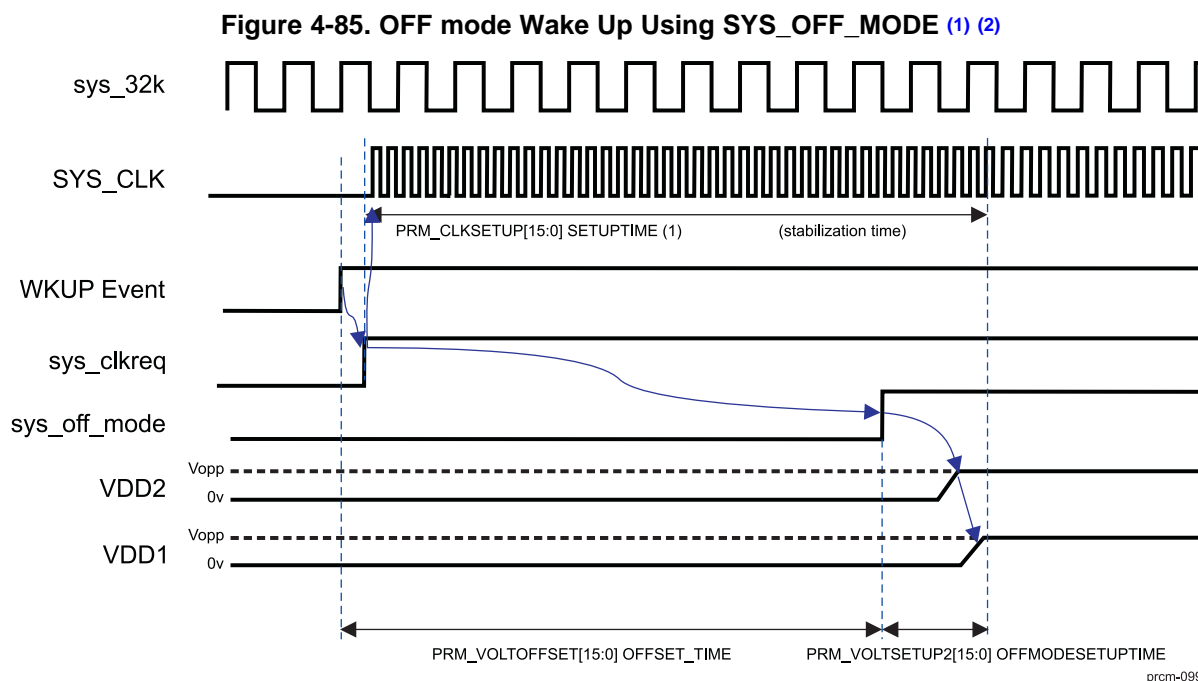 Figure 4-85. OFF mode Wake Up Using SYS_OFF_MODE (1) (2)
sys_32k
SYS_CLK
PRM_CLKSETUP[15:0] SETUPTIME (1) (stabilization time)
WKUP Event
sys_clkreq
sys_off_mode
Vopp
VDD2
0v
Vopp
VDD1
0v
PRM_VOLTOFFSET[15:0] OFFSET_TIME PRM_VOLTSETUP2[15:0] OFFMODESETUPTIME
prcm-099